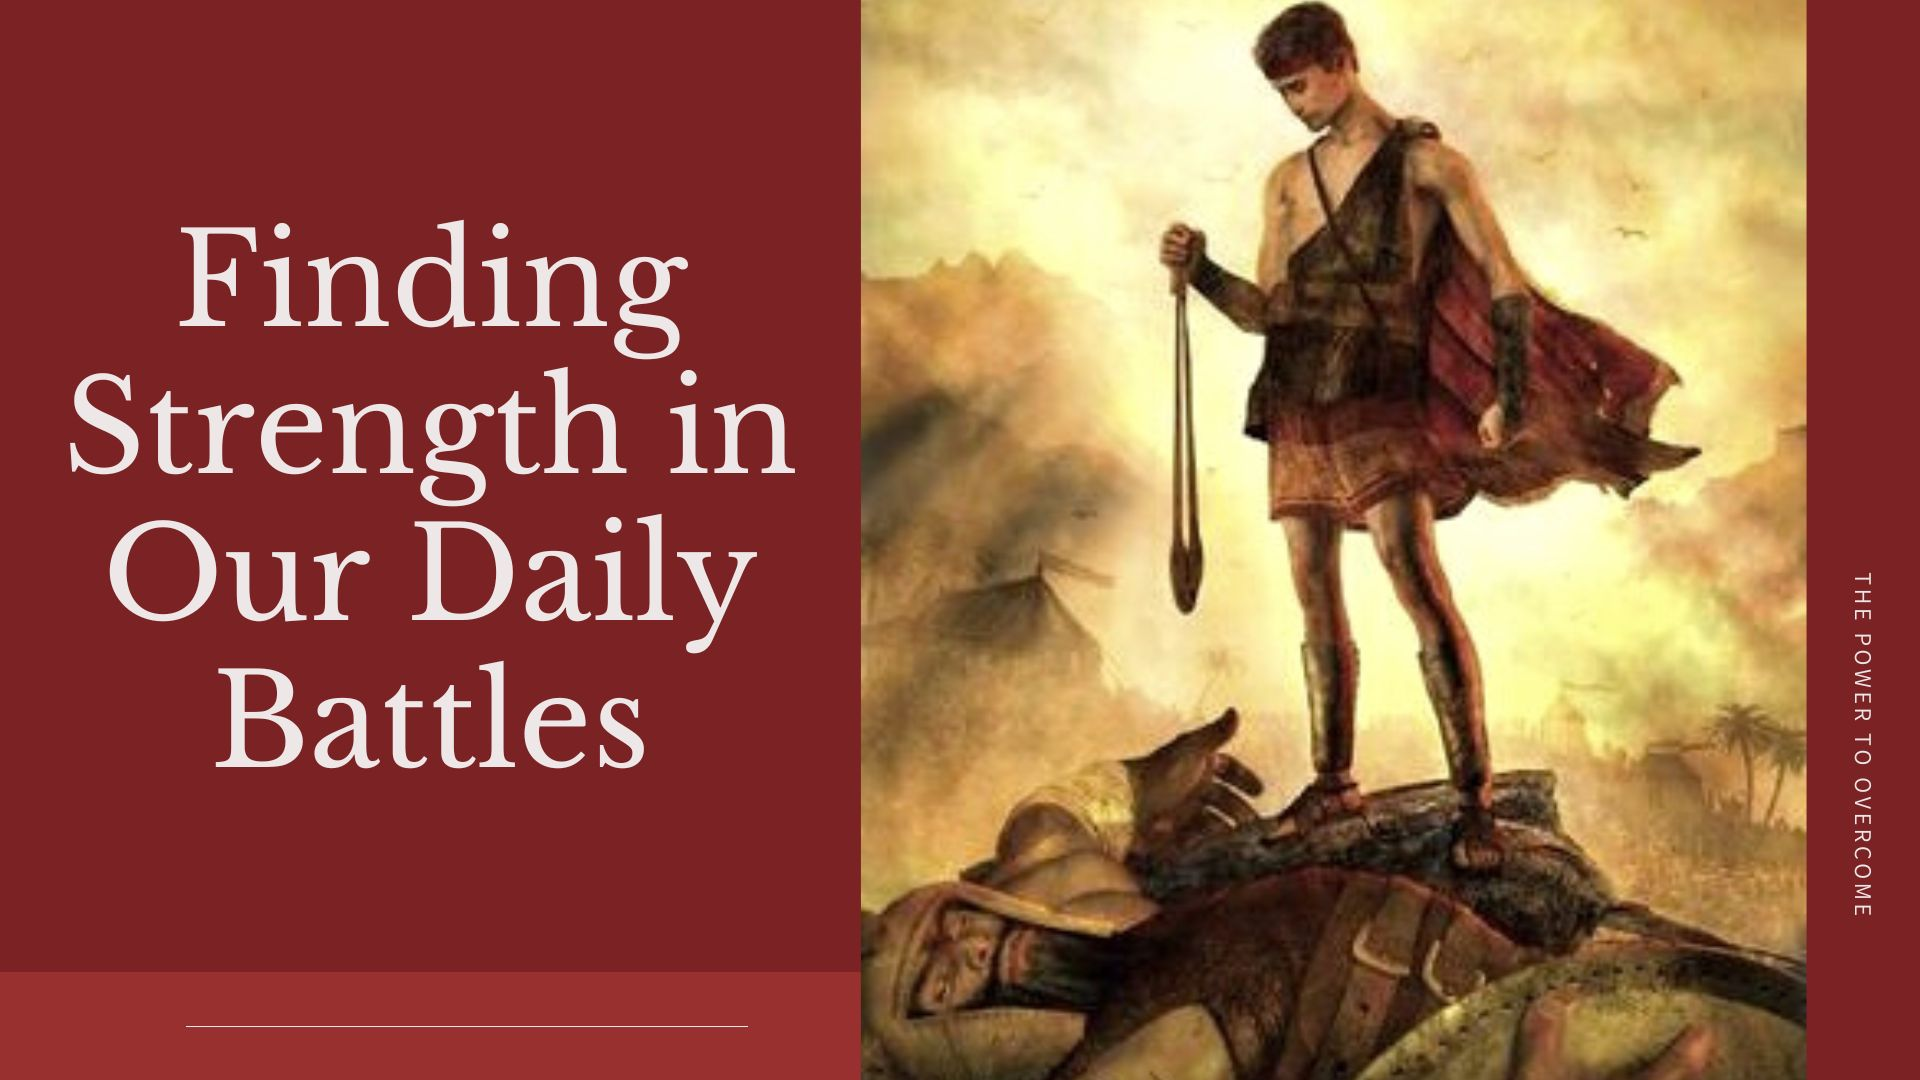 Finding
Strength in
Our Daily
Battles
THE POWER TO OVERCOME